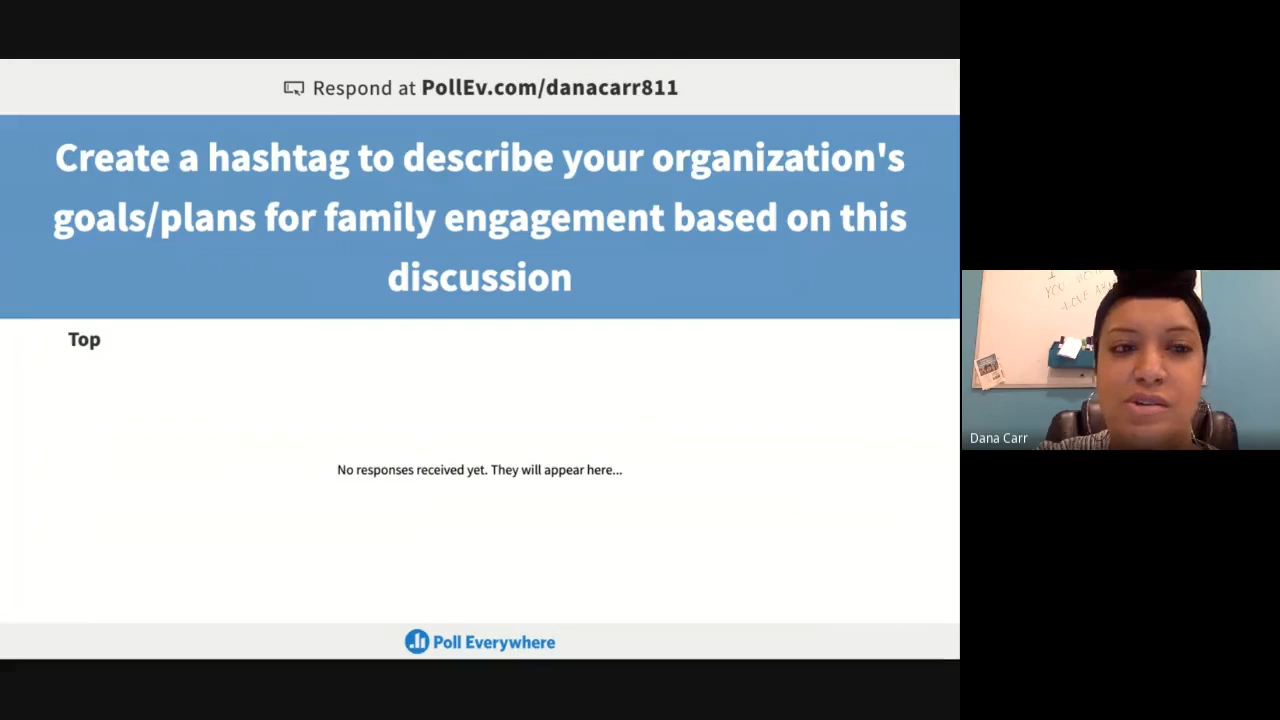 Respond at PollEv.com/danacarr811
Create a hashtag to describe your organization's
goals/plans for family engagement based on this
discussion
Top
No responses received yet. They will appear here...
Poll Everywhere
YOU
Dana Carr